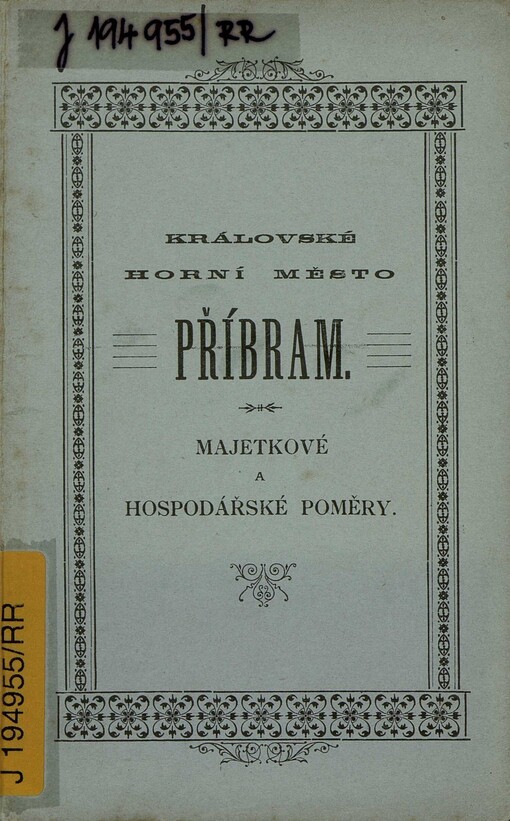 J 194955/RR
KRÁLOVSKÉ
HORNÍ MĚSTO
PŘÍBRAM.
MAJETKOVÉ
A
HOSPODÁŘSKÉ POMĚRY.
J 194955/RR